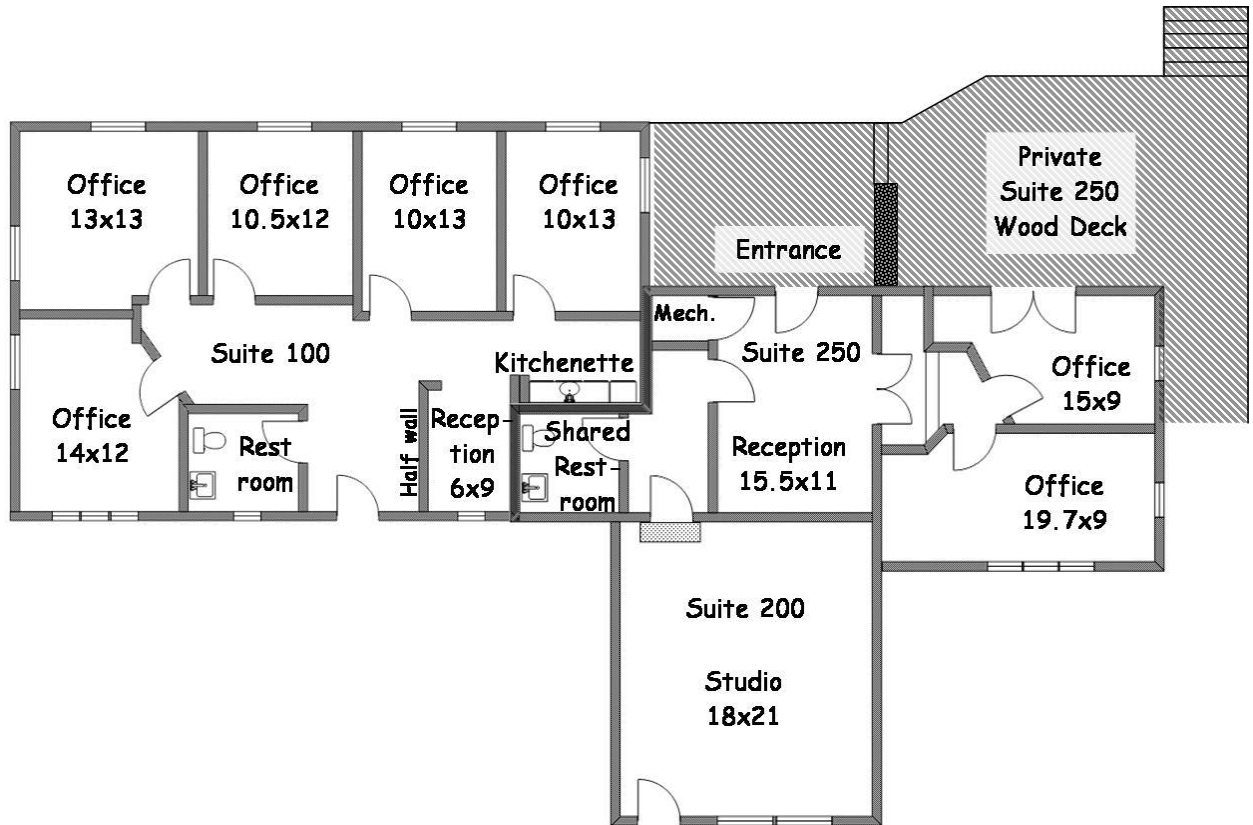 Private
Suite 250
Wood Deck
Office
13x13
Office
10.5x12
Office
10x13
Office
10x13
Entrance
Mech.
Suite 100
Kitchenette
Suite 250
Office
15x9
Office
14x12
Rest
room
Half wall
Recep-
tion
6x9
Shared
Rest-
room
Reception
15.5x11
Office
19.7x9
Suite 200
Studio
18x21